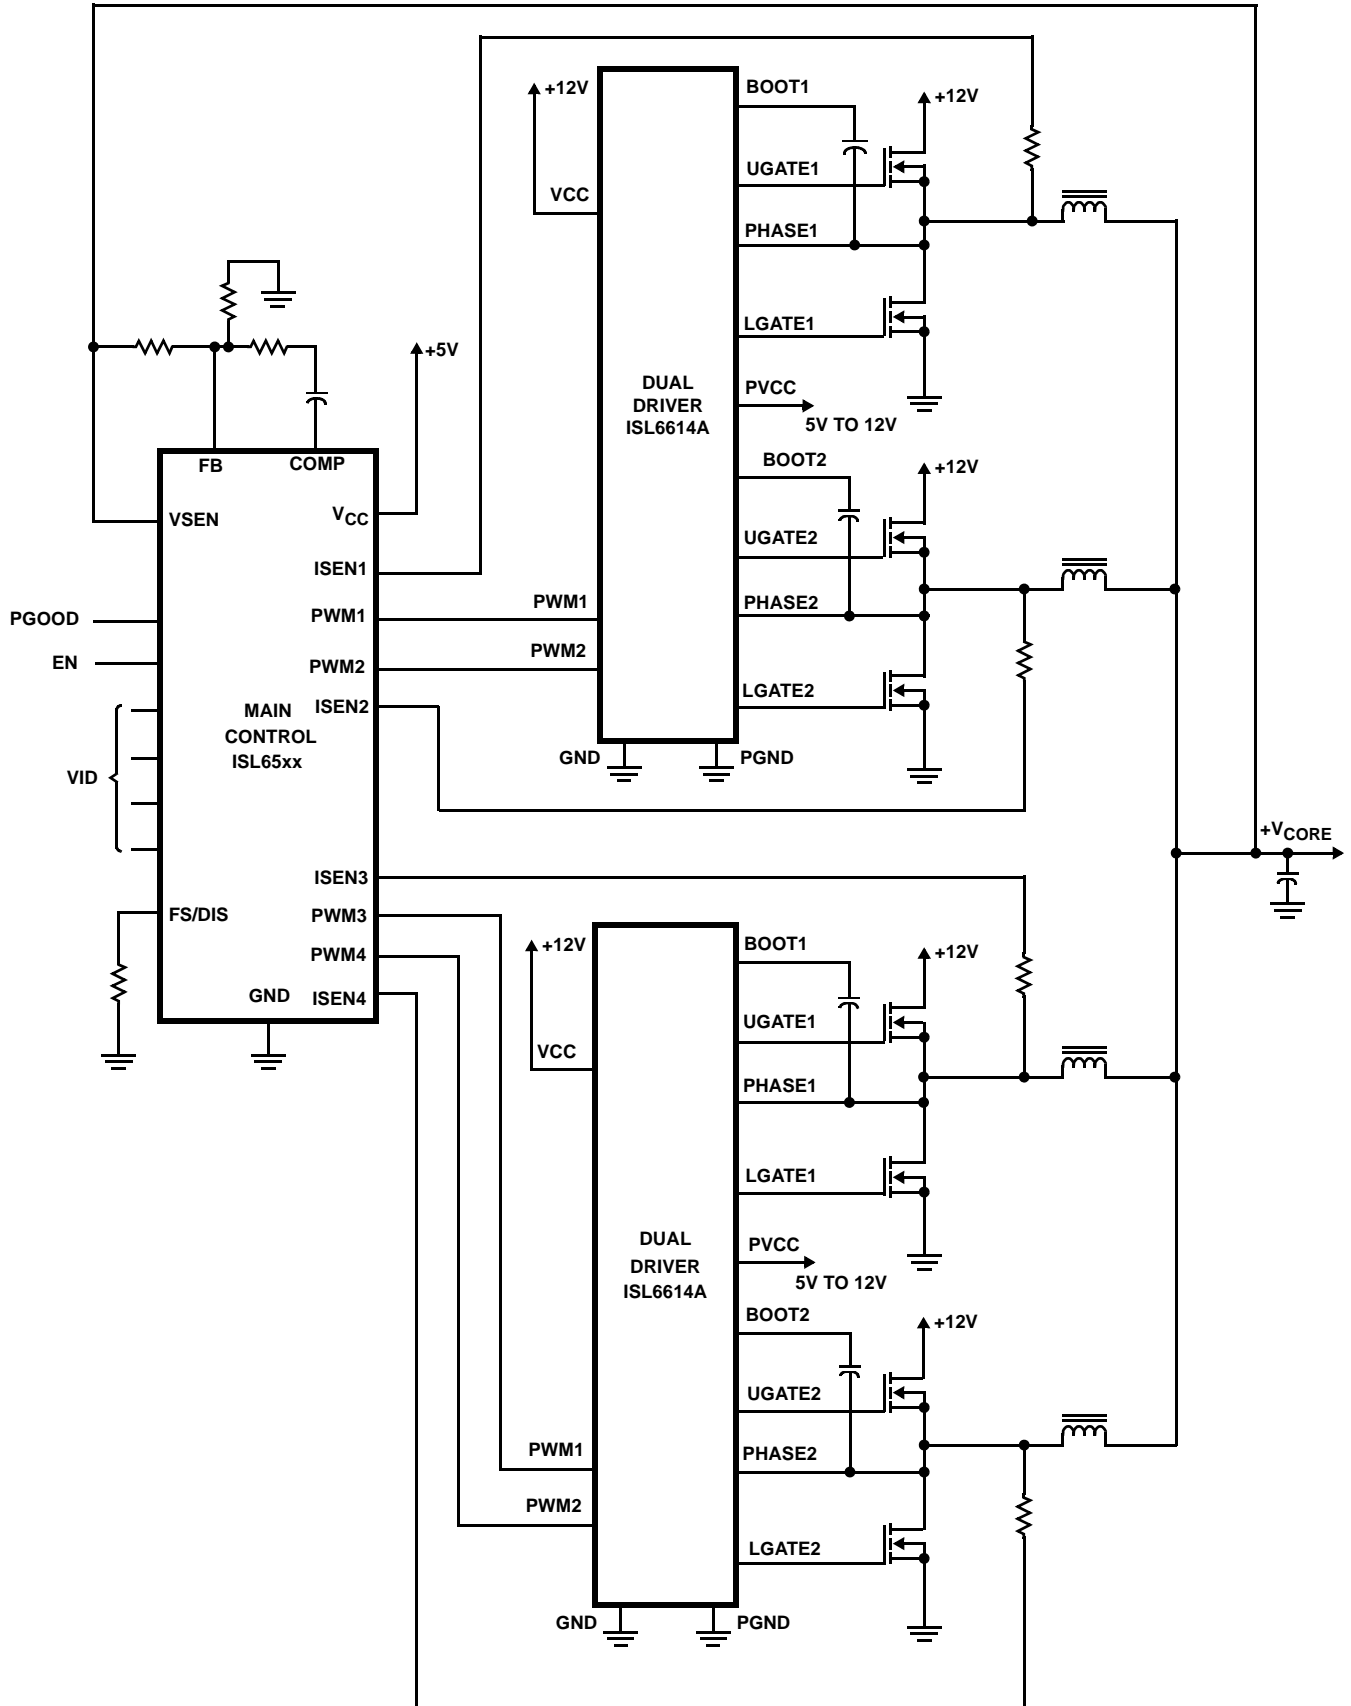 +12V
BOOT1
+12V
UGATE1
VCC
PHASE1
LGATE1
+5V
DUAL
DRIVER
ISL6614A
PVCC
5V TO 12V
BOOT2
+12V
FB
COMP
VSEN
VCC
UGATE2
ISEN1
PGOOD
PWM1
PWM1
PHASE2
EN
PWM2
PWM2
LGATE2
ISEN2
MAIN
CONTROL
ISL65xx
VID
GND
PGND
+VCORE
ISEN3
FS/DIS
PWM3
PWM4
GND
ISEN4
+12V
BOOT1
+12V
UGATE1
VCC
PHASE1
LGATE1
DUAL
DRIVER
ISL6614A
PVCC
5V TO 12V
BOOT2
+12V
UGATE2
PWM1
PHASE2
PWM2
LGATE2
GND
PGND